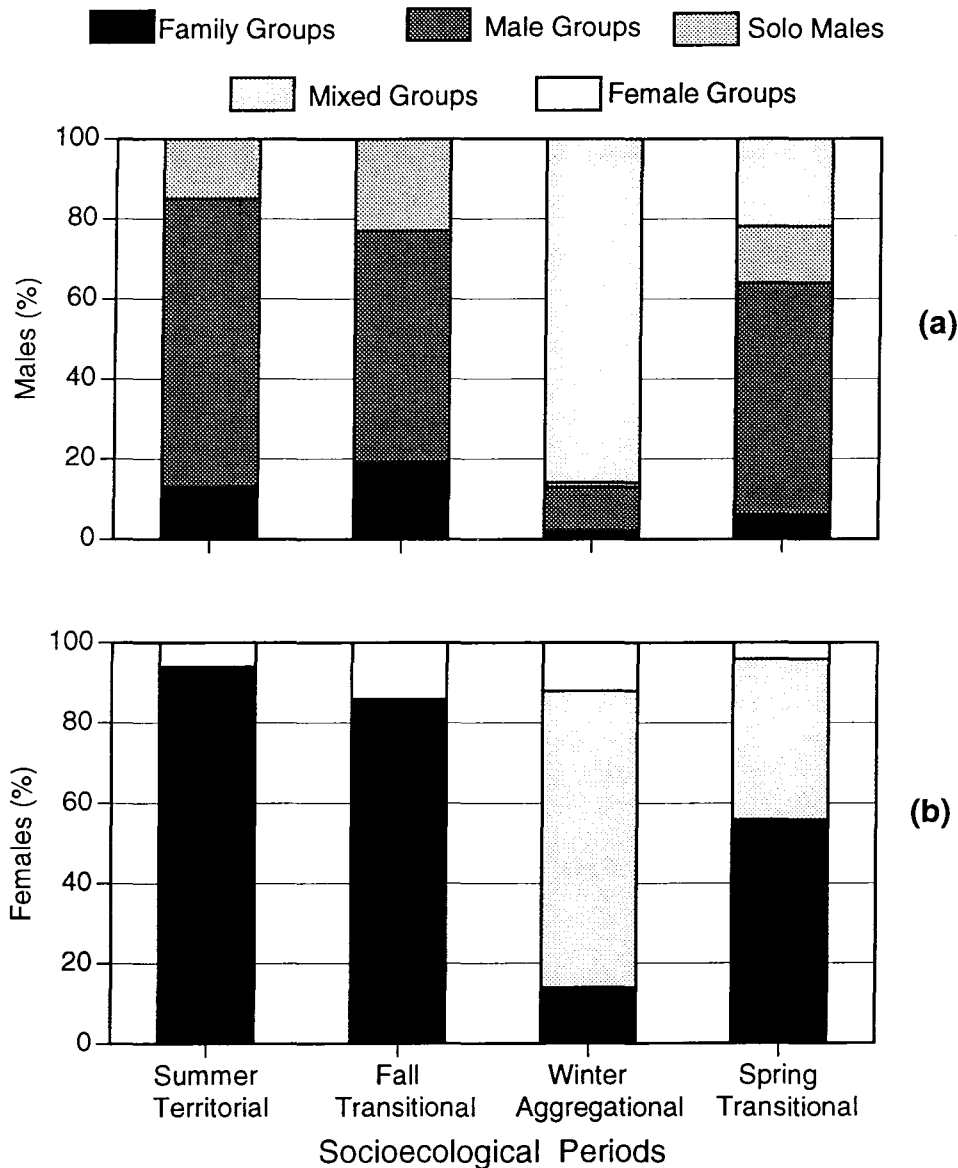 Family Groups Male Groups Solo Males
Mixed Groups Female Groups
100
80
60
40
20
0
Males (%)
(a)
100
80
60
40
20
0
Females (%)
(b)
Summer Fall Winter Spring
Territorial Transitional Aggregational Transitional
Socioecological Periods